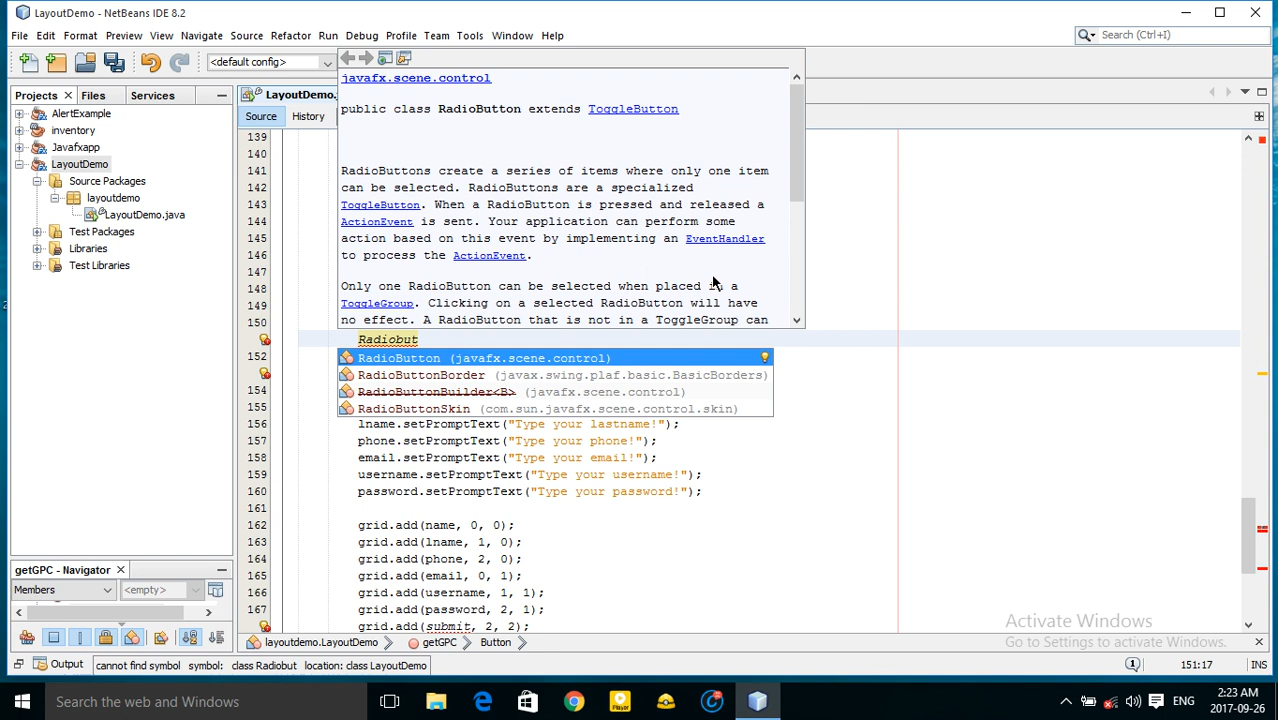 LayoutDemo - NetBeans IDE 8.2
File Edit Format Preview View Navigate Source Refactor Run Debug Profile Team Tools Window Help
Search (Ctrl+I)
<default config>
Projects Files Services
AlertExample
inventory
Javafxapp
LayoutDemo
Source Packages
layoutdemo
LayoutDemo.java
Test Packages
Libraries
Test Libraries
getGPC - Navigator
Members <empty>
LayoutDemo.
Source History
javafx.scene.control
public class RadioButton extends ToggleButton
RadioButtons create a series of items where only one item
can be selected. RadioButtons are a specialized
ToggleButton. When a RadioButton is pressed and released a
ActionEvent is sent. Your application can perform some
action based on this event by implementing an EventHandler
to process the ActionEvent.
Only one RadioButton can be selected when placed in a
ToggleGroup. Clicking on a selected RadioButton will have
no effect. A RadioButton that is not in a ToggleGroup can
139
140
141
142
143
144
145
146
147
148
149
150
Radiobut
152 RadioButton (javafx.scene.control)
RadioButtonBorder (javax.swing.plaf.basic.BasicBorders)
154 RadioButtonBuilder<B> (javafx.scene.control)
155 RadioButtonSkin (com.sun.javafx.scene.control.skin)
156 lname.setPromptText("Type your lastname!");
157 phone.setPromptText("Type your phone!");
158 email.setPromptText("Type your email!");
159 username.setPromptText("Type your username!");
160 password.setPromptText("Type your password!");
161
162 grid.add(name, 0, 0);
163 grid.add(lname, 1, 0);
164 grid.add(phone, 2, 0);
165 grid.add(email, 0, 1);
166 grid.add(username, 1, 1);
167 grid.add(password, 2, 1);
grid.add(submit, 2, 2);
layoutdemo.LayoutDemo getGPC Button
Activate Windows
Go to Settings to activate Windows.
Output cannot find symbol symbol: class Radiobut location: class LayoutDemo
1 151:17 INS
Search the web and Windows
Player
ENG
2:23 AM
2017-09-26